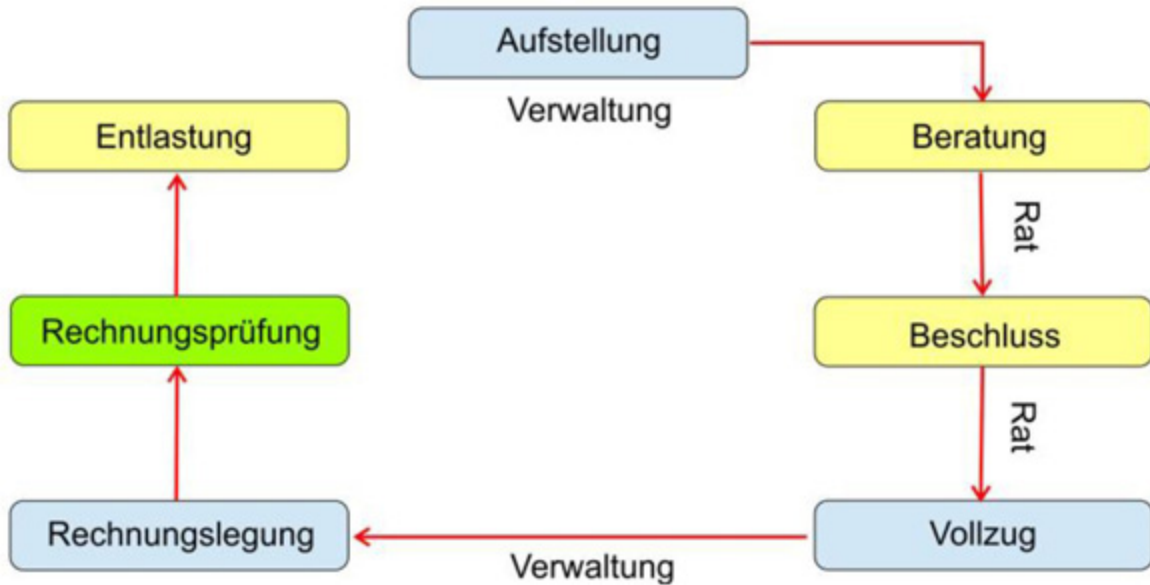 Aufstellung
Verwaltung
Entlastung
Beratung
Rat
Rechnungsprüfung
Beschluss
Rat
Rechnungslegung
Vollzug
Verwaltung